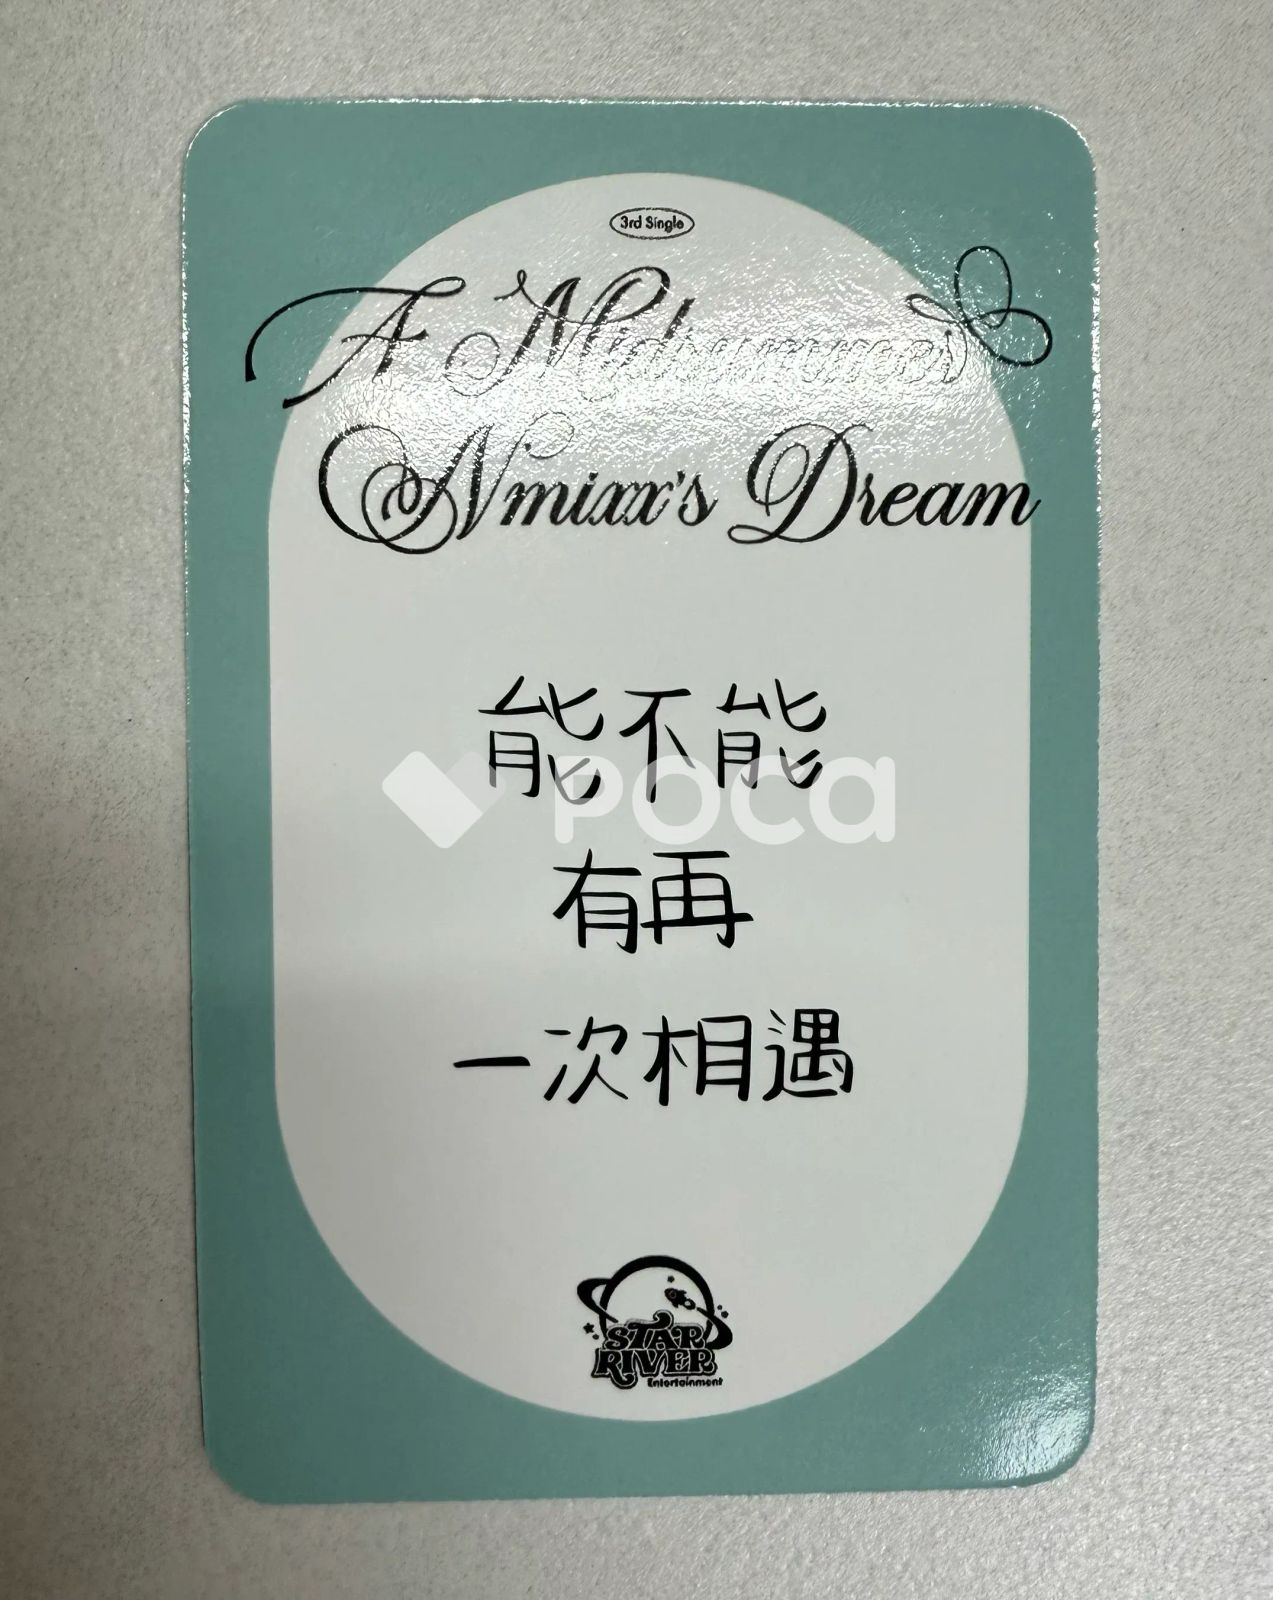 3rd Single
A Midsummer
Nmixx's Dream
能不能
poca
有再
一次相遇
STAR
RIVER
Entertainment